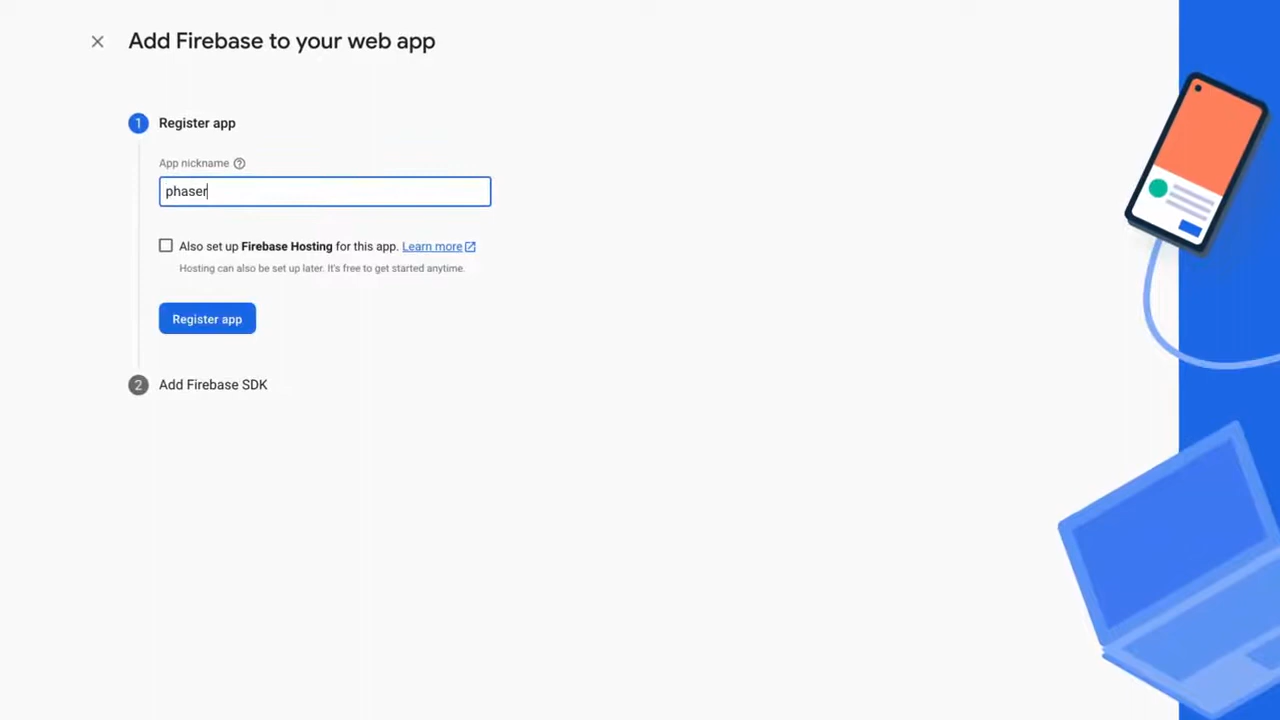 Add Firebase to your web app
1 Register app
App nickname
phaser
Also set up Firebase Hosting for this app. Learn more
Hosting can also be set up later. It's free to get started anytime.
Register app
2 Add Firebase SDK